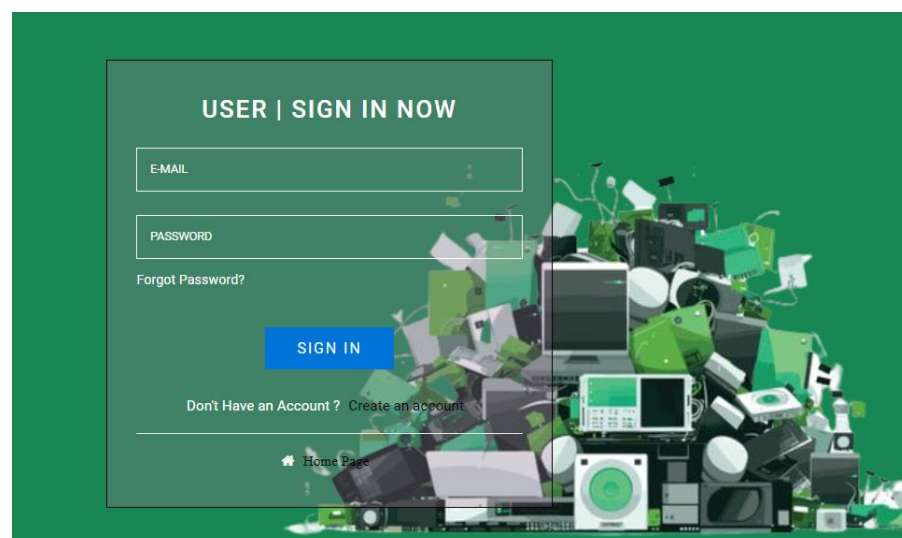 USER | SIGN IN NOW
E-MAIL
PASSWORD
Forgot Password?
SIGN IN
Don't Have an Account ? Create an account
Home Page